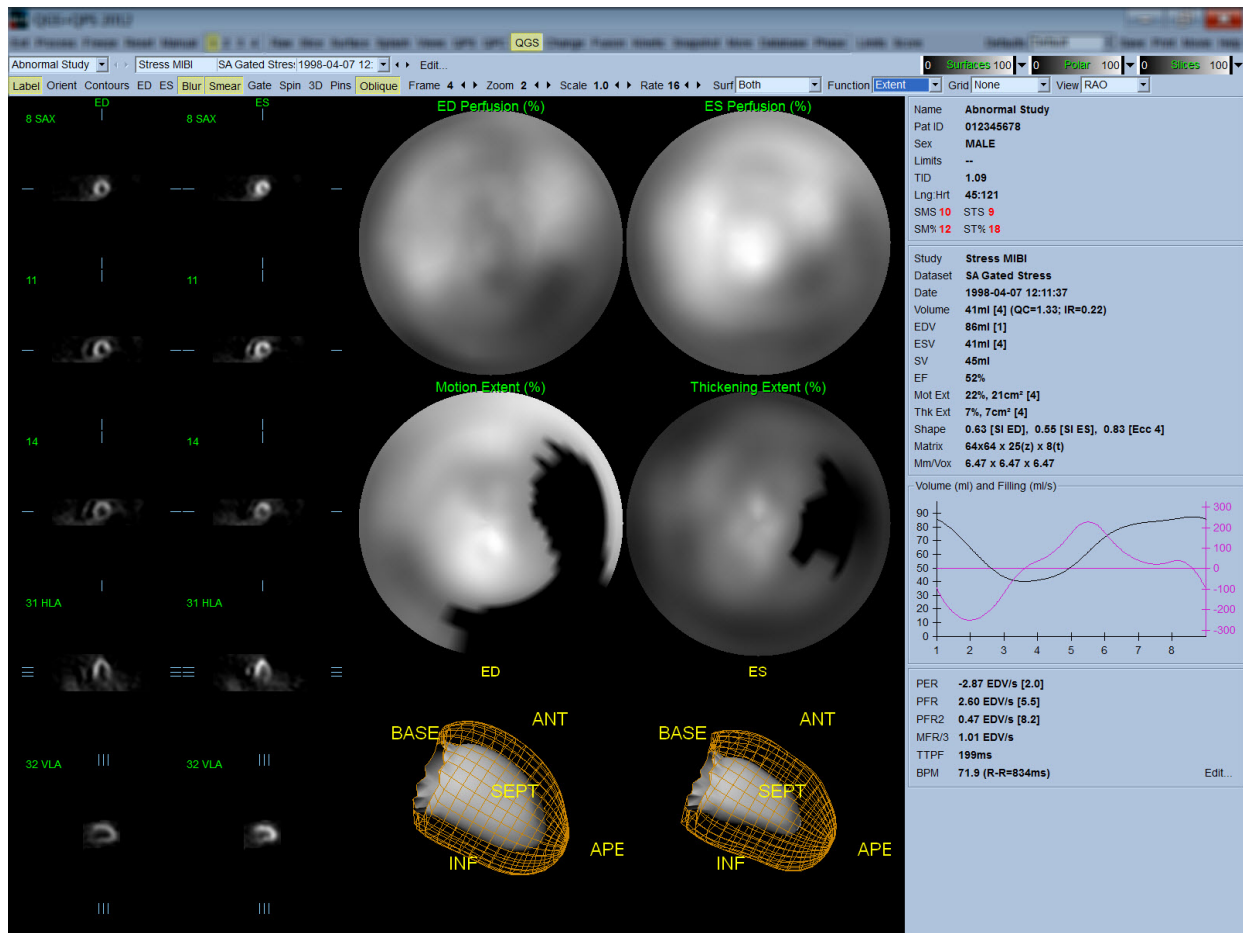 QGS+QPS 2012
QGS
Abnormal Study Stress MIBI SA Gated Stres: 1998-04-07 12: Edit...
0 Surfaces 100 0 Polar 100 0 Slices 100
Label Orient Contours ED ES Blur Smear Gate Spin 3D Pins Oblique Frame 4 Zoom 2 Scale 1.0 Rate 16 Surf Both Function Extent Grid None View RAO
ED ES
8 SAX 8 SAX
11 11
14 14
31 HLA 31 HLA
32 VLA 32 VLA
ED Perfusion (%) ES Perfusion (%)
Motion Extent (%) Thickening Extent (%)
ED ES
BASE ANT SEPT INF APE
BASE ANT SEPT INF APE
Name Abnormal Study
Pat ID 012345678
Sex MALE
Limits --
TID 1.09
Lng:Hrt 45:121
SMS 10 STS 9
SM% 12 ST% 18
Study Stress MIBI
Dataset SA Gated Stress
Date 1998-04-07 12:11:37
Volume 41ml [4] (QC=1.33; IR=0.22)
EDV 86ml [1]
ESV 41ml [4]
SV 45ml
EF 52%
Mot Ext 22%, 21cm² [4]
Thk Ext 7%, 7cm² [4]
Shape 0.63 [SI ED], 0.55 [SI ES], 0.83 [Ecc 4]
Matrix 64x64 x 25(z) x 8(t)
Mm/Vox 6.47 x 6.47 x 6.47
Volume (ml) and Filling (ml/s)
90
80
70
60
50
40
30
20
10
0
300
200
100
0
-100
-200
-300
1 2 3 4 5 6 7 8
PER -2.87 EDV/s [2.0]
PFR 2.60 EDV/s [5.5]
PFR2 0.47 EDV/s [8.2]
MFR/3 1.01 EDV/s
TTPF 199ms
BPM 71.9 (R-R=834ms) Edit...